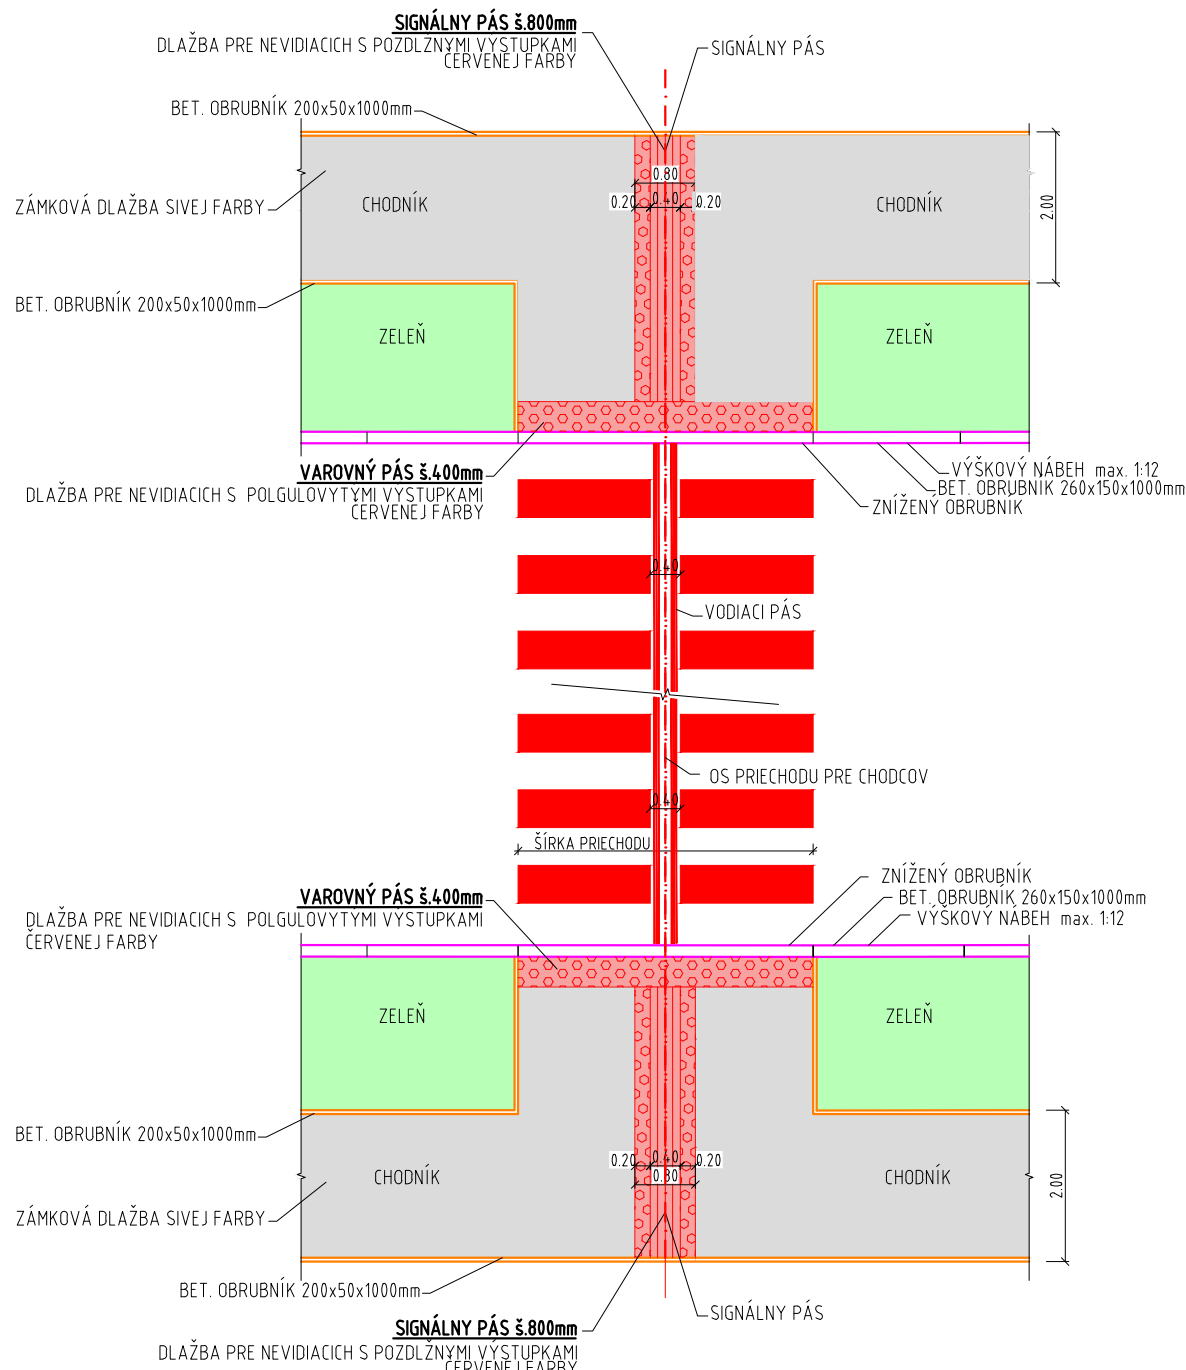 SIGNÁLNY PÁS š.800mm
DLAŽBA PRE NEVIDIACICH S POZDLŽNYMI VÝSTUPKAMI
ČERVENEJ FARBY
SIGNÁLNY PÁS
BET. OBRUBNÍK 200x50x1000mm
0.80
0.20
0.40
0.20
ZÁMKOVÁ DLAŽBA SIVEJ FARBY
CHODNÍK
CHODNÍK
2.00
BET. OBRUBNÍK 200x50x1000mm
ZELEŇ
ZELEŇ
VAROVNÝ PÁS š.400mm
DLAŽBA PRE NEVIDIACICH S POLGULOVYTÝMI VÝSTUPKAMI
ČERVENEJ FARBY
VÝŠKOVÝ NÁBEH max. 1:12
BET. OBRUBNÍK 260x150x1000mm
ZNÍŽENÝ OBRUBNÍK
0.40
VODIACI PÁS
OS PRIECHODU PRE CHODCOV
0.40
ŠÍRKA PRIECHODU
ZNÍŽENÝ OBRUBNÍK
BET. OBRUBNÍK 260x150x1000mm
VÝŠKOVÝ NÁBEH max. 1:12
VAROVNÝ PÁS š.400mm
DLAŽBA PRE NEVIDIACICH S POLGULOVYTÝMI VÝSTUPKAMI
ČERVENEJ FARBY
ZELEŇ
ZELEŇ
BET. OBRUBNÍK 200x50x1000mm
0.20
0.40
0.20
0.80
CHODNÍK
CHODNÍK
2.00
ZÁMKOVÁ DLAŽBA SIVEJ FARBY
BET. OBRUBNÍK 200x50x1000mm
SIGNÁLNY PÁS
SIGNÁLNY PÁS š.800mm
DLAŽBA PRE NEVIDIACICH S POZDLŽNYMI VÝSTUPKAMI
ČERVENEJ FARBY